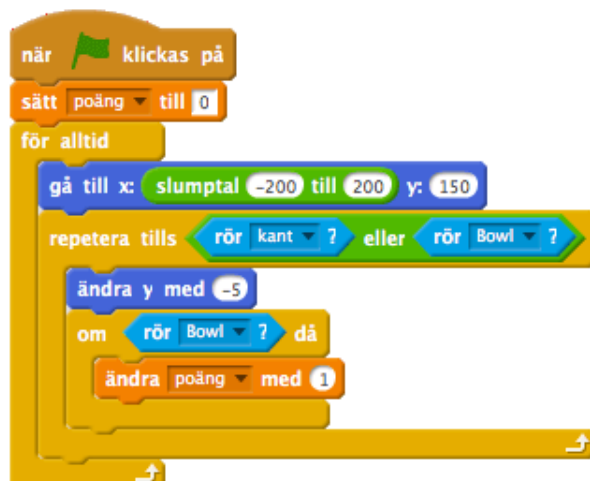 när klickas på
sätt poäng till 0
för alltid
gå till x: slumptal -200 till 200 y: 150
repetera tills rör kant ? eller rör Bowl ?
ändra y med -5
om rör Bowl ? då
ändra poäng med 1